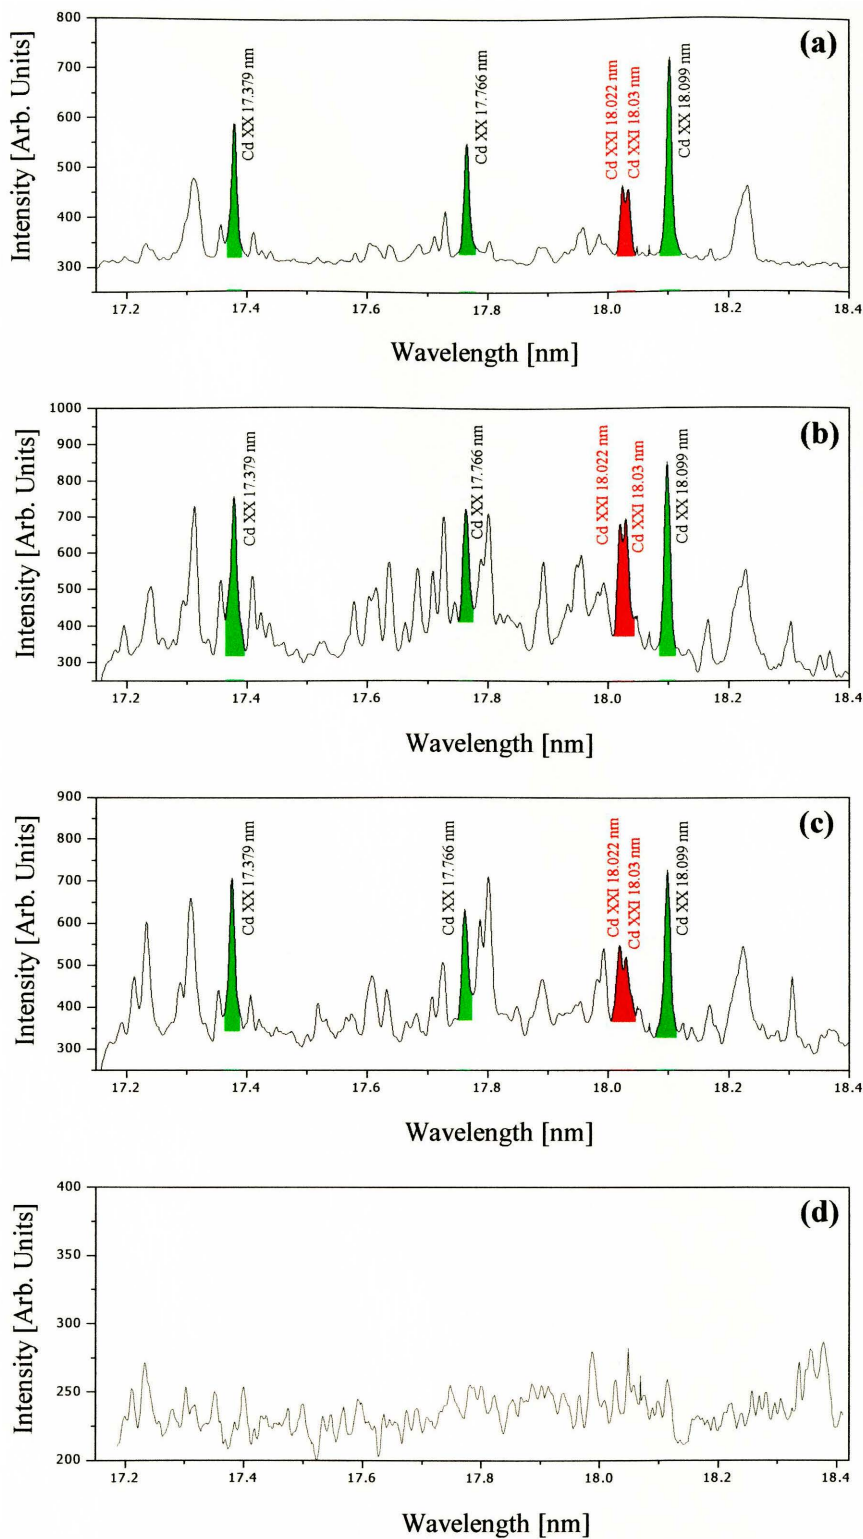 (a)
Intensity [Arb. Units]
800
700
600
500
400
300
Cd XX 17.379 nm
Cd XX 17.766 nm
Cd XXI 18.022 nm
Cd XXI 18.03 nm
Cd XX 18.099 nm
17.2 17.4 17.6 17.8 18.0 18.2 18.4
Wavelength [nm]
(b)
Intensity [Arb. Units]
1000
900
800
700
600
500
400
300
Cd XX 17.379 nm
Cd XX 17.766 nm
Cd XXI 18.022 nm
Cd XXI 18.03 nm
Cd XX 18.099 nm
17.2 17.4 17.6 17.8 18.0 18.2 18.4
Wavelength [nm]
(c)
Intensity [Arb. Units]
900
800
700
600
500
400
300
Cd XX 17.379 nm
Cd XX 17.766 nm
Cd XXI 18.022 nm
Cd XXI 18.03 nm
Cd XX 18.099 nm
17.2 17.4 17.6 17.8 18.0 18.2 18.4
Wavelength [nm]
(d)
Intensity [Arb. Units]
400
350
300
250
200
17.2 17.4 17.6 17.8 18.0 18.2 18.4
Wavelength [nm]